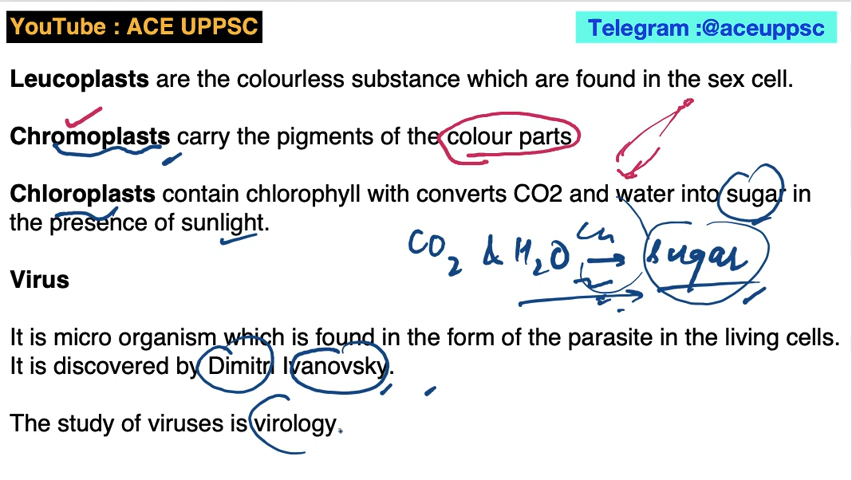 YouTube : ACE UPPSC
Telegram :@aceuppsc
Leucoplasts are the colourless substance which are found in the sex cell.
Chromoplasts carry the pigments of the colour parts
Chloroplasts contain chlorophyll with converts CO2 and water into sugar in
the presence of sunlight.
CO2 & H2O → sugar
Virus
It is micro organism which is found in the form of the parasite in the living cells.
It is discovered by Dimitri Ivanovsky.
The study of viruses is virology.